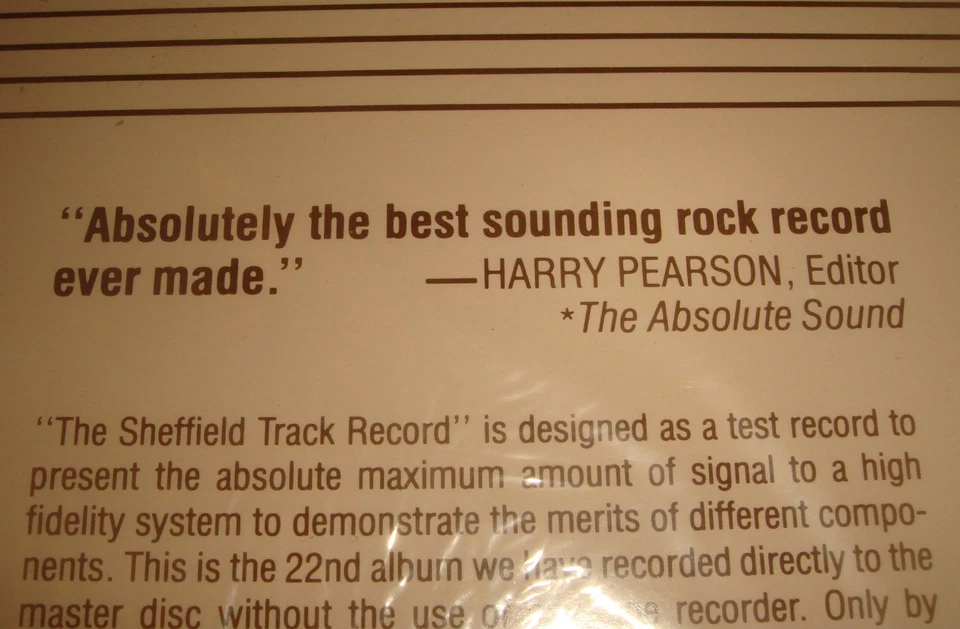 “Absolutely the best sounding rock record
ever made.” —HARRY PEARSON, Editor
*The Absolute Sound
“The Sheffield Track Record” is designed as a test record to
present the absolute maximum amount of signal to a high
fidelity system to demonstrate the merits of different compo-
nents. This is the 22nd album we have recorded directly to the
master disc without the use of recorder. Only by